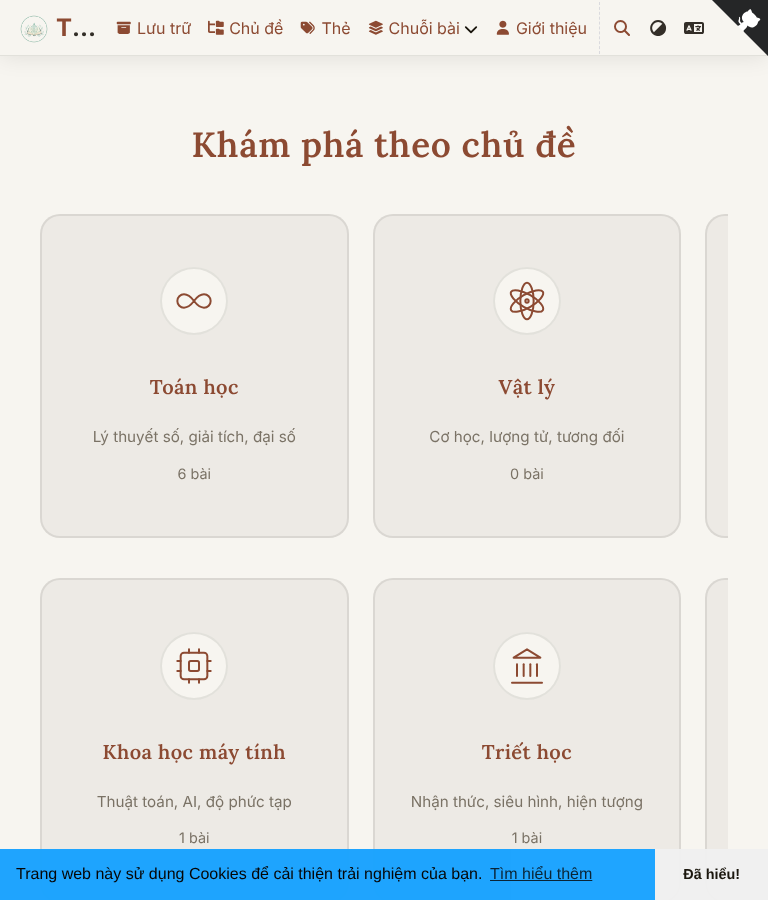 T...
Lưu trữ
Chủ đề
Thẻ
Chuỗi bài
Giới thiệu
Khám phá theo chủ đề
Toán học
Lý thuyết số, giải tích, đại số
6 bài
Vật lý
Cơ học, lượng tử, tương đối
0 bài
Khoa học máy tính
Thuật toán, AI, độ phức tạp
1 bài
Triết học
Nhận thức, siêu hình, hiện tượng
1 bài
Trang web này sử dụng Cookies để cải thiện trải nghiệm của bạn. Tìm hiểu thêm
Đã hiểu!